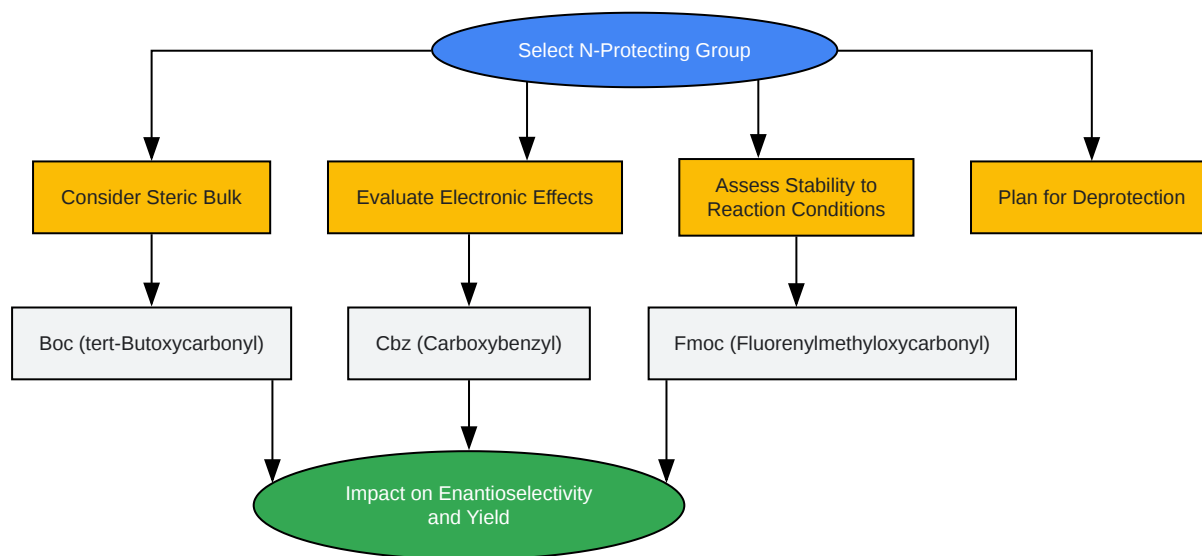 Select N-Protecting Group
Consider Steric Bulk
Evaluate Electronic Effects
Assess Stability to
Reaction Conditions
Plan for Deprotection
Boc (tert-Butoxycarbonyl)
Cbz (Carboxybenzyl)
Fmoc (Fluorenylmethyloxycarbonyl)
Impact on Enantioselectivity
and Yield